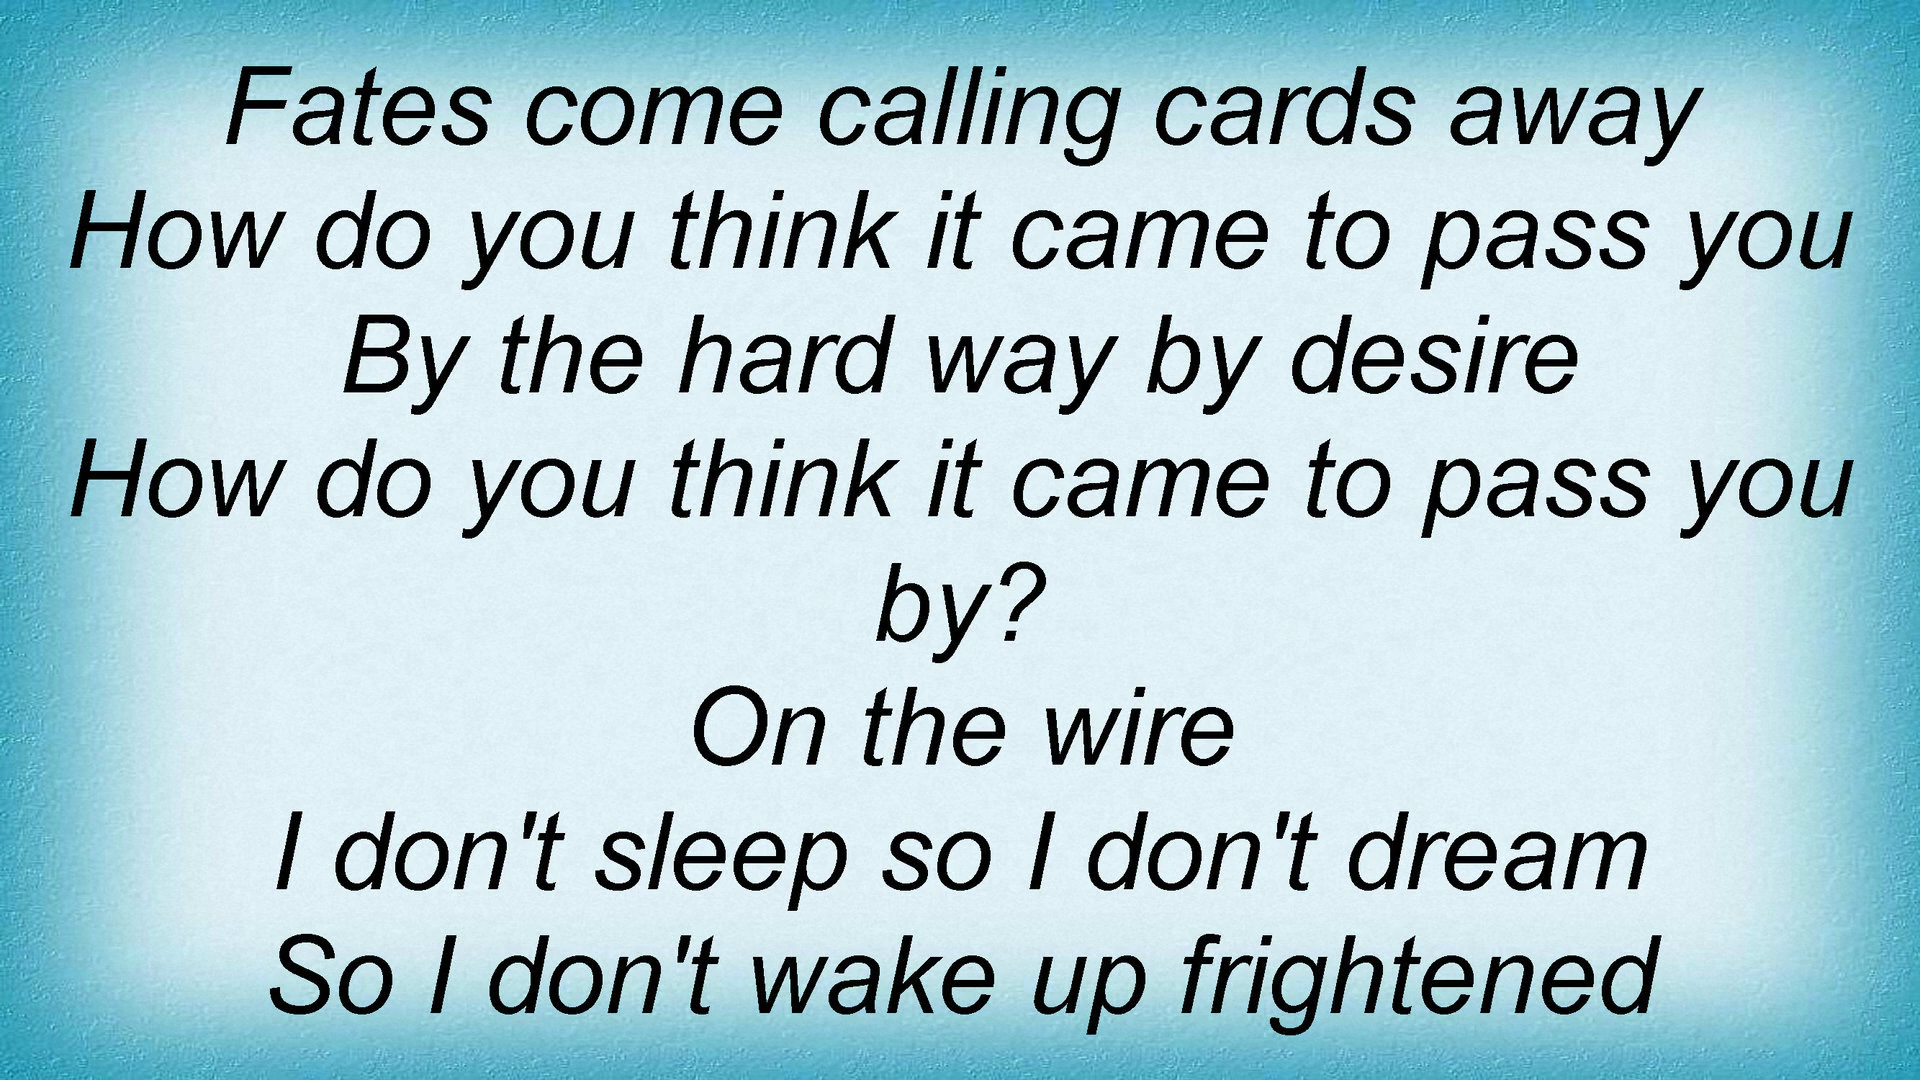 Fates come calling cards away
How do you think it came to pass you
By the hard way by desire
How do you think it came to pass you
by?
On the wire
I don't sleep so I don't dream
So I don't wake up frightened